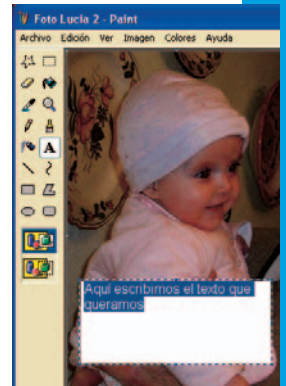 Foto Lucia 2 - Paint
Archivo Edición Ver Imagen Colores Ayuda
A
Aquí escribimos el texto que
queramos